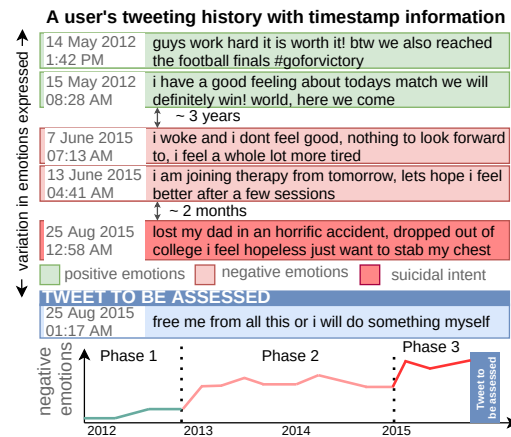 A user's tweeting history with timestamp information
variation in emotions expressed
14 May 2012
1:42 PM
guys work hard it is worth it! btw we also reached
the football finals #goforvictory
15 May 2012
08:28 AM
i have a good feeling about todays match we will
definitely win! world, here we come
~ 3 years
7 June 2015
07:13 AM
i woke and i dont feel good, nothing to look forward
to, i feel a whole lot more tired
13 June 2015
04:41 AM
i am joining therapy from tomorrow, lets hope i feel
better after a few sessions
~ 2 months
25 Aug 2015
12:58 AM
lost my dad in an horrific accident, dropped out of
college i feel hopeless just want to stab my chest
positive emotions
negative emotions
suicidal intent
TWEET TO BE ASSESSED
25 Aug 2015
01:17 AM
free me from all this or i will do something myself
negative
emotions
Phase 1
Phase 2
Phase 3
Tweet to
be assessed
2012
2013
2014
2015